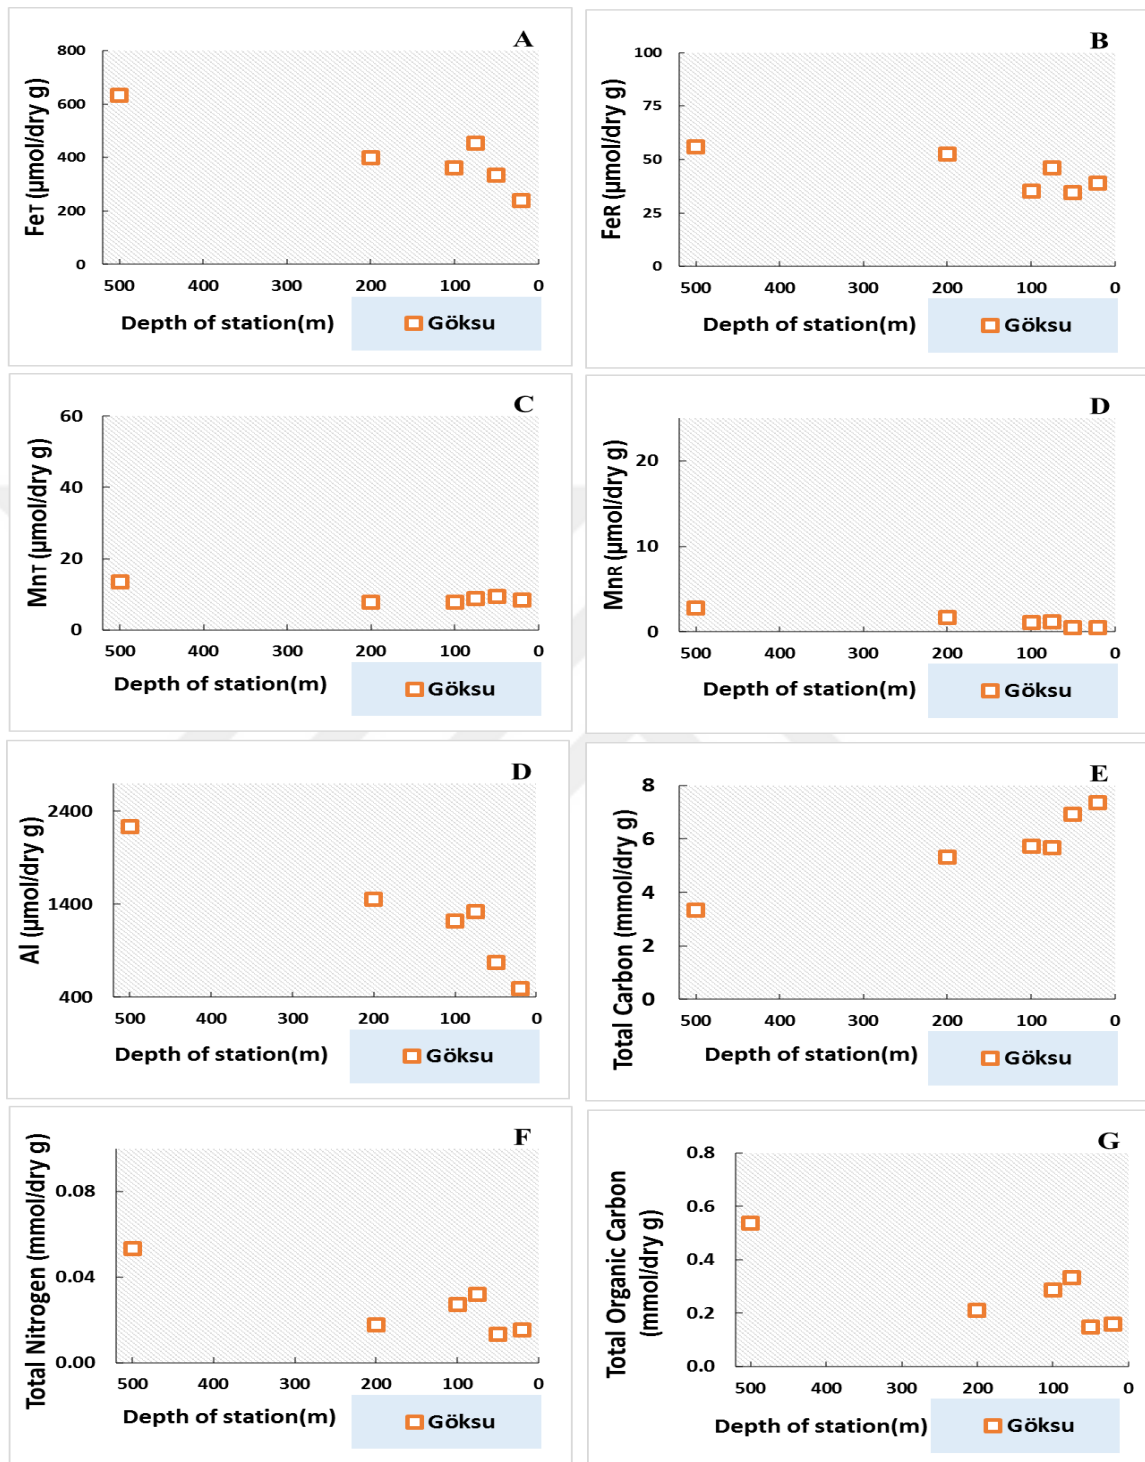 A
FeT (µmol/dry g)
800
600
400
200
0
500 400 300 200 100 0
Depth of station(m)
Göksu
B
FeR (µmol/dry g)
100
75
50
25
0
500 400 300 200 100 0
Depth of station(m)
Göksu
C
MnT (µmol/dry g)
60
40
20
0
500 400 300 200 100 0
Depth of station(m)
Göksu
D
MnR (µmol/dry g)
20
10
0
500 400 300 200 100 0
Depth of station(m)
Göksu
D
Al (µmol/dry g)
2400
1400
400
500 400 300 200 100 0
Depth of station(m)
Göksu
E
Total Carbon (mmol/dry g)
8
6
4
2
0
500 400 300 200 100 0
Depth of station(m)
Göksu
F
Total Nitrogen (mmol/dry g)
0.08
0.04
0.00
500 400 300 200 100 0
Depth of station(m)
Göksu
G
Total Organic Carbon
(mmol/dry g)
0.8
0.6
0.4
0.2
0.0
500 400 300 200 100 0
Depth of station(m)
Göksu